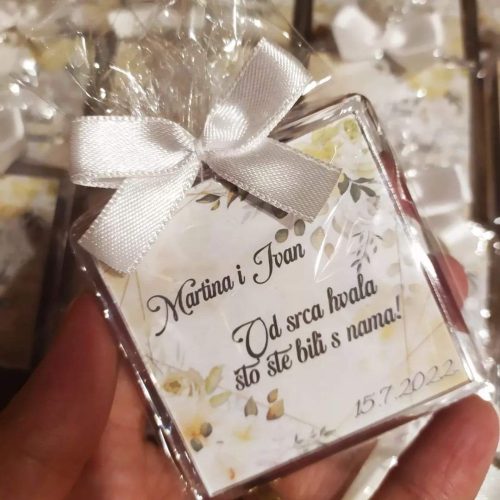 Martina i Ivan
Od srca hvala
što ste bili s nama!
15.7.2022